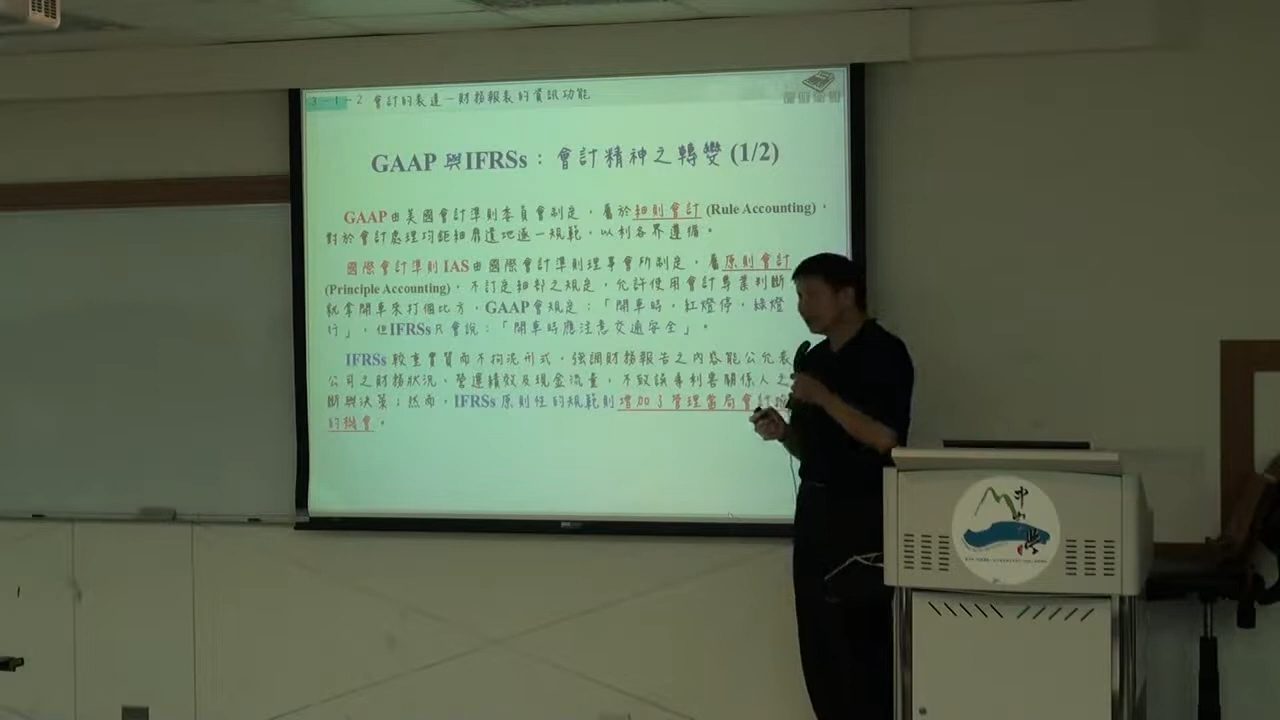 3-1-2 會計的表達－財務報表的資訊功能
GAAP 與IFRSs：會計精神之轉變 (1/2)
GAAP由美國會計準則委員會制定，屬於細則會計 (Rule Accounting)，
對於會計處理均鉅細靡遺地逐一規範，以利各界遵循。
國際會計準則IAS由國際會計準則理事會所制定，屬原則會計
(Principle Accounting)，不訂定細部之規定，允許使用會計專業判斷
就拿開車來打個比方，GAAP會規定：「開車時，紅燈停，綠燈
行」，但IFRSs只會說：「開車時應注意交通安全」。
IFRSs 較重實質而不拘泥形式，強調財務報告之內容能公允表
公司之財務狀況、營運績效及現金流量，不致誤導利害關係人之
斷與決策；然而，IFRSs原則性的規範則增加了管理當局會計操
的機會。
中山學